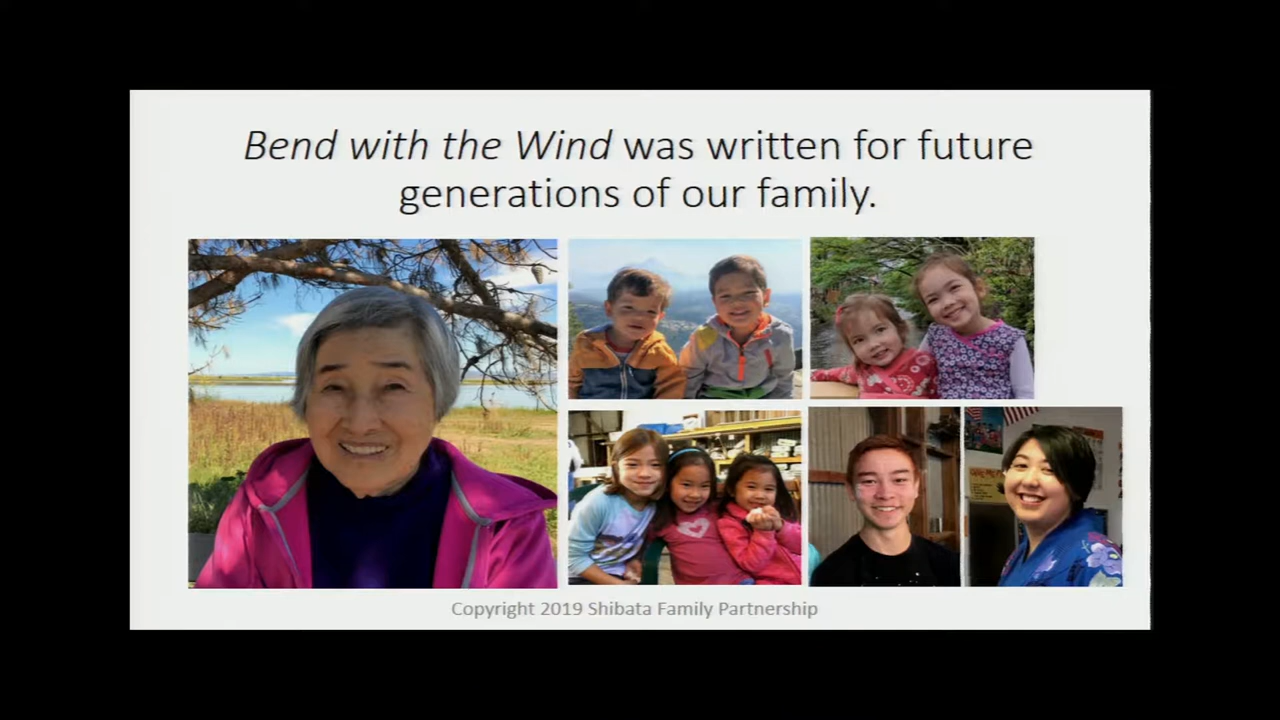 Bend with the Wind was written for future
generations of our family.
Copyright 2019 Shibata Family Partnership